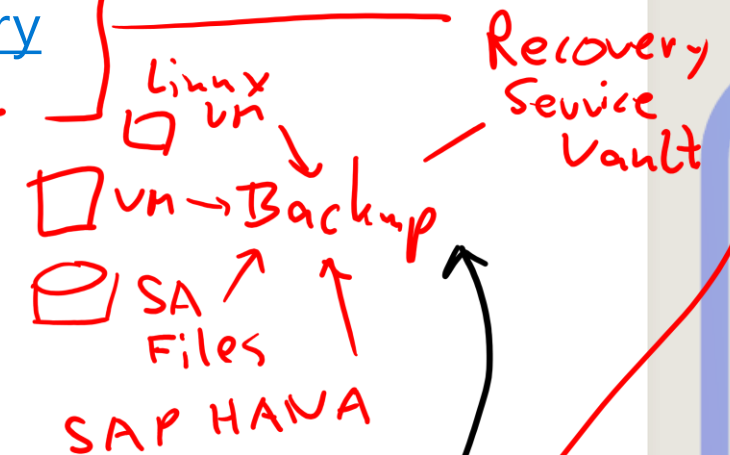 ry
Recovery
Service
Vault
Linux
VM
VM → Backup
SA
Files
SAP HANA